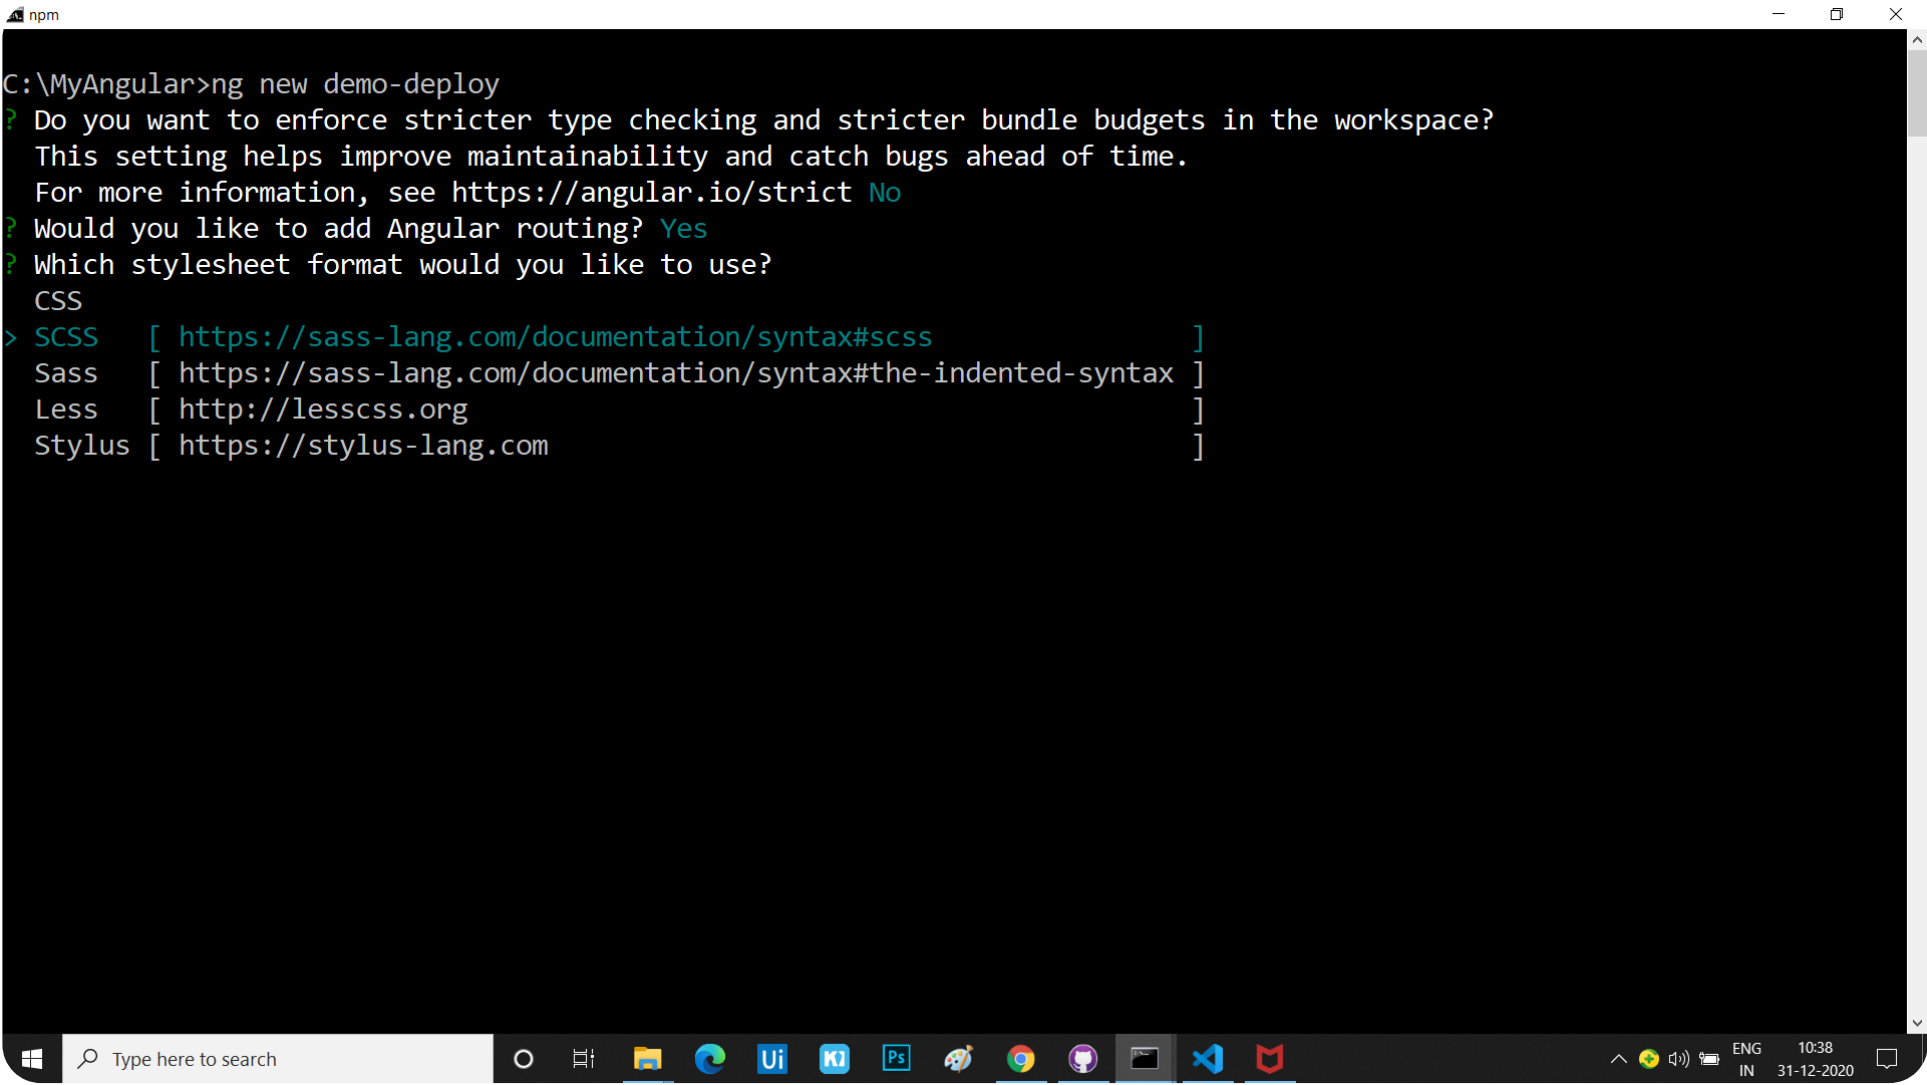 npm
C:\MyAngular>ng new demo-deploy
? Do you want to enforce stricter type checking and stricter bundle budgets in the workspace?
  This setting helps improve maintainability and catch bugs ahead of time.
  For more information, see https://angular.io/strict No
? Would you like to add Angular routing? Yes
? Which stylesheet format would you like to use?
  CSS
> SCSS   [ https://sass-lang.com/documentation/syntax#scss                ]
  Sass   [ https://sass-lang.com/documentation/syntax#the-indented-syntax ]
  Less   [ http://lesscss.org                                             ]
  Stylus [ https://stylus-lang.com                                        ]
Type here to search
Ui
K1
Ps
ENG
IN
10:38
31-12-2020